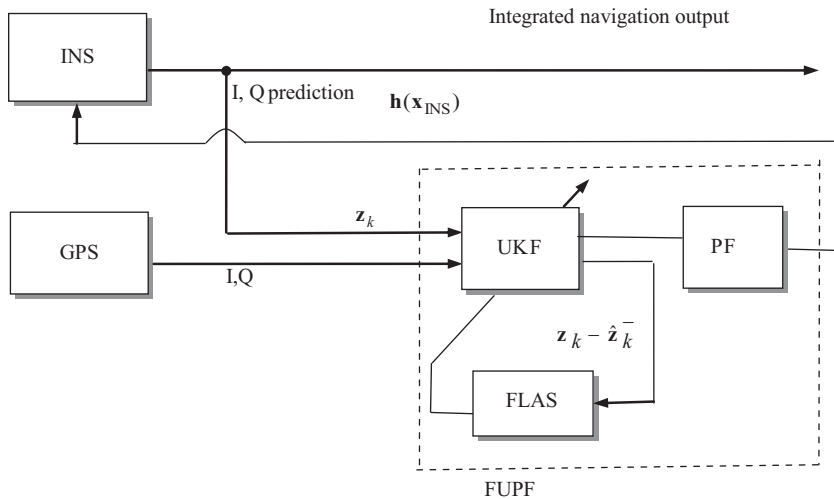 Integrated navigation output
INS
I, Q prediction
h(x_INS)
z_k
GPS
I,Q
UKF
PF
z_k − ẑ_k^−
FLAS
FUPF